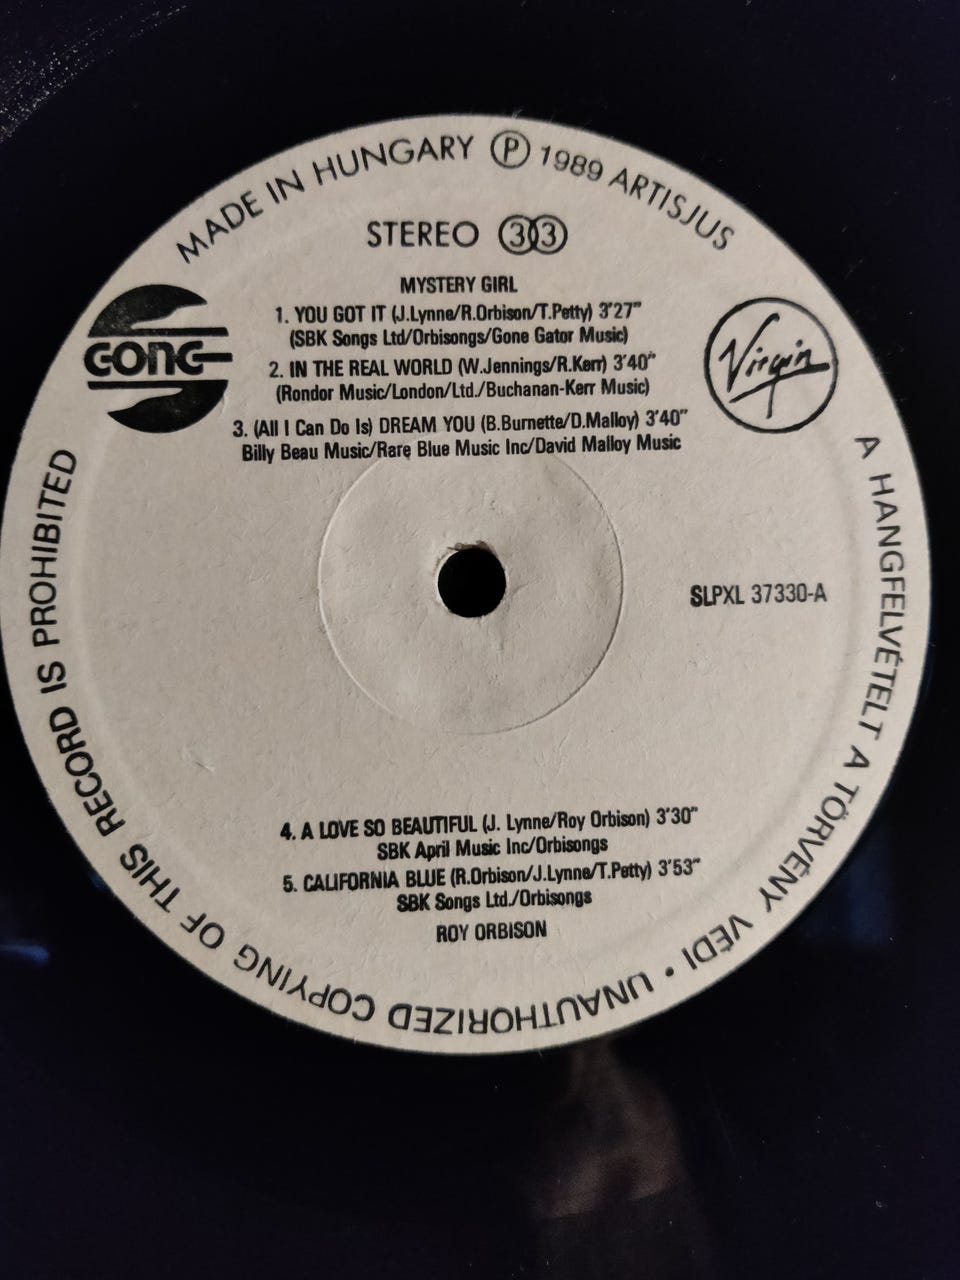 MADE IN HUNGARY Ⓟ 1989 ARTISJUS
STEREO 33
MYSTERY GIRL
1. YOU GOT IT (J.Lynne/R.Orbison/T.Petty) 3'27"
(SBK Songs Ltd/Orbisongs/Gone Gator Music)
GONG
Virgin
2. IN THE REAL WORLD (W.Jennings/R.Kerr) 3'40"
(Rondor Music/London/Ltd./Buchanan-Kerr Music)
3. (All I Can Do Is) DREAM YOU (B.Burnette/D.Malloy) 3'40"
Billy Beau Music/Rare Blue Music Inc/David Malloy Music
SLPXL 37330-A
4. A LOVE SO BEAUTIFUL (J. Lynne/Roy Orbison) 3'30"
SBK April Music Inc/Orbisongs
5. CALIFORNIA BLUE (R.Orbison/J.Lynne/T.Petty) 3'53"
SBK Songs Ltd./Orbisongs
ROY ORBISON
A HANGFELVÉTELT A TÖRVÉNY VÉDI • UNAUTHORIZED COPYING OF THIS RECORD IS PROHIBITED